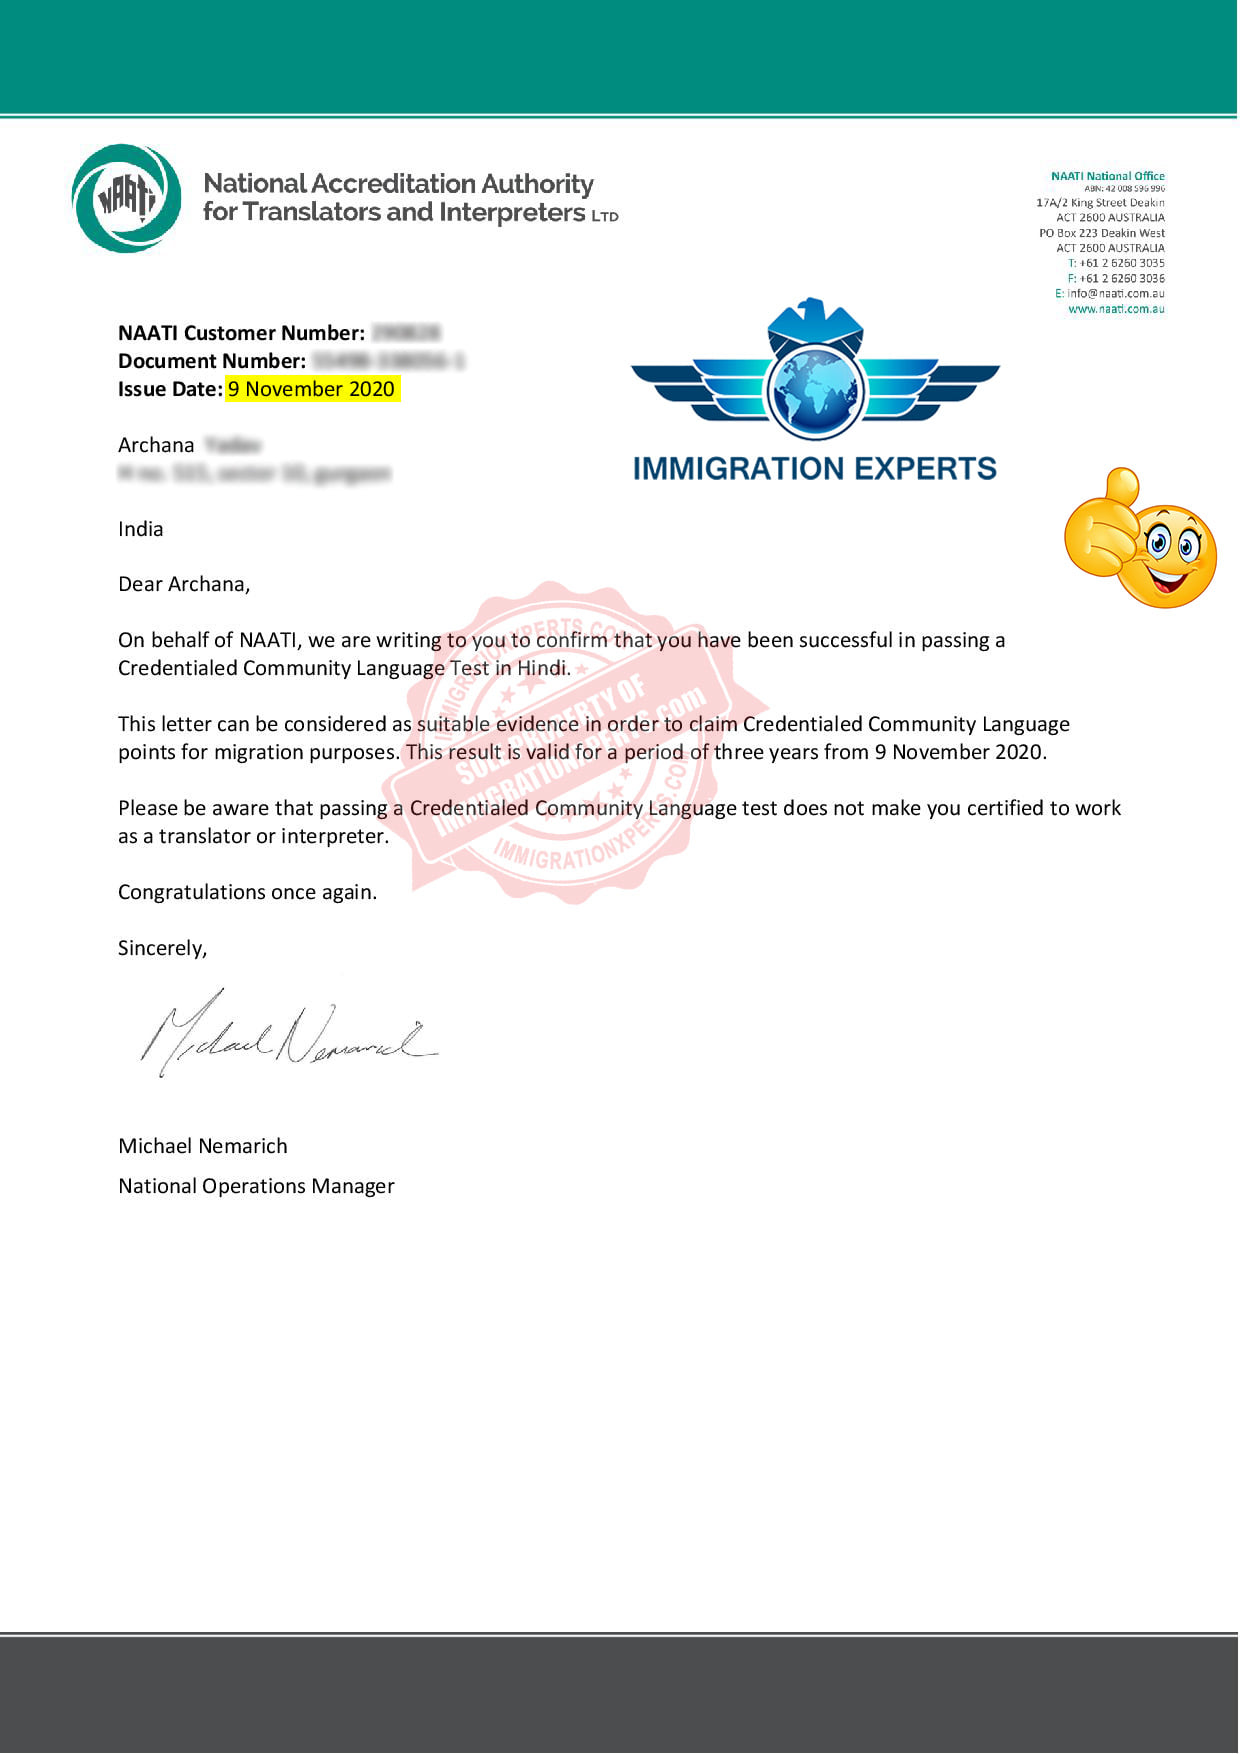 NAATI
National Accreditation Authority
for Translators and Interpreters LTD
NAATI National Office
ABN: 42 008 596 996
17A/2 King Street Deakin
ACT 2600 AUSTRALIA
PO Box 223 Deakin West
ACT 2600 AUSTRALIA
T: +61 2 6260 3035
F: +61 2 6260 3036
E: info@naati.com.au
www.naati.com.au
NAATI Customer Number:
Document Number:
Issue Date: 9 November 2020
IMMIGRATION EXPERTS
Archana
India
Dear Archana,
On behalf of NAATI, we are writing to you to confirm that you have been successful in passing a
Credentialed Community Language Test in Hindi.
This letter can be considered as suitable evidence in order to claim Credentialed Community Language
points for migration purposes. This result is valid for a period of three years from 9 November 2020.
Please be aware that passing a Credentialed Community Language test does not make you certified to work
as a translator or interpreter.
IMMIGRATIONXPERTS.COM
SOLE PROPERTY OF
IMMIGRATIONXPERTS.com
IMMIGRATIONXPERTS.COM
Congratulations once again.
Sincerely,
Michael Nemarich
Michael Nemarich
National Operations Manager